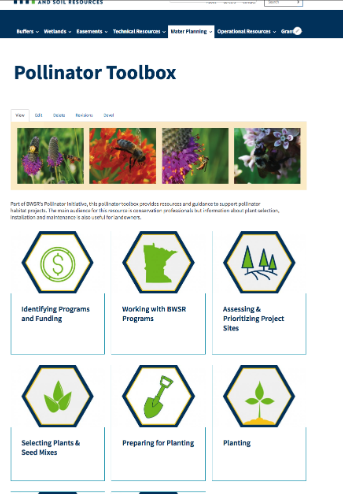 AND SOIL RESOURCES
Buffers Wetlands Easements Technical Resources Water Planning Operational Resources Grant
Pollinator Toolbox
View Edit Revisions
Part of BWSR's Pollinator Initiative, this pollinator toolbox provides resources and guidance to support pollinator
habitat projects. The main audience for this resource is conservation professionals but information about plant selection,
installation and maintenance is also useful for landowners.
Identifying Programs
and Funding
Working with BWSR
Programs
Assessing &
Prioritizing Project
Sites
Selecting Plants &
Seed Mixes
Preparing for Planting
Planting